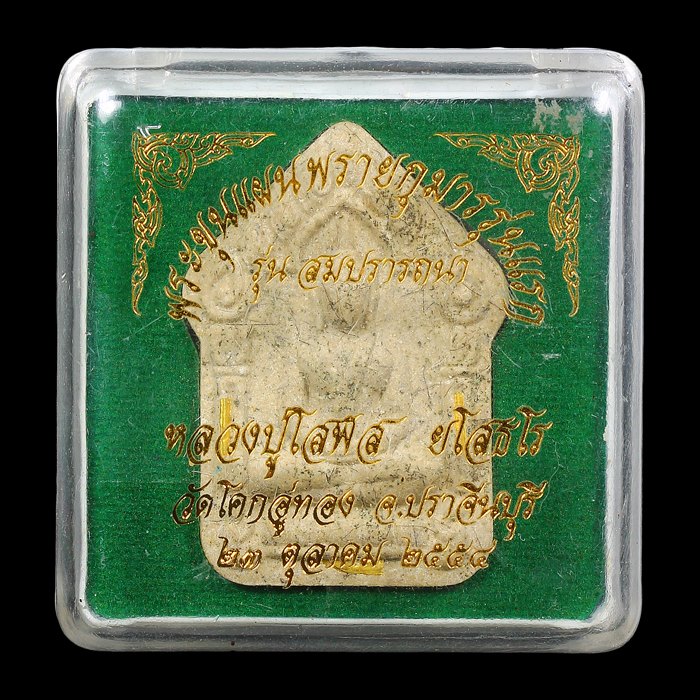 พระขุนแผนพรายกุมารรุ่นแรก
รุ่น สมปรารถนา
หลวงปู่โสฬส ยโสธโร
วัดโคกอู่ทอง จ.ปราจีนบุรี
๒๓ ตุลาคม ๒๕๕๔